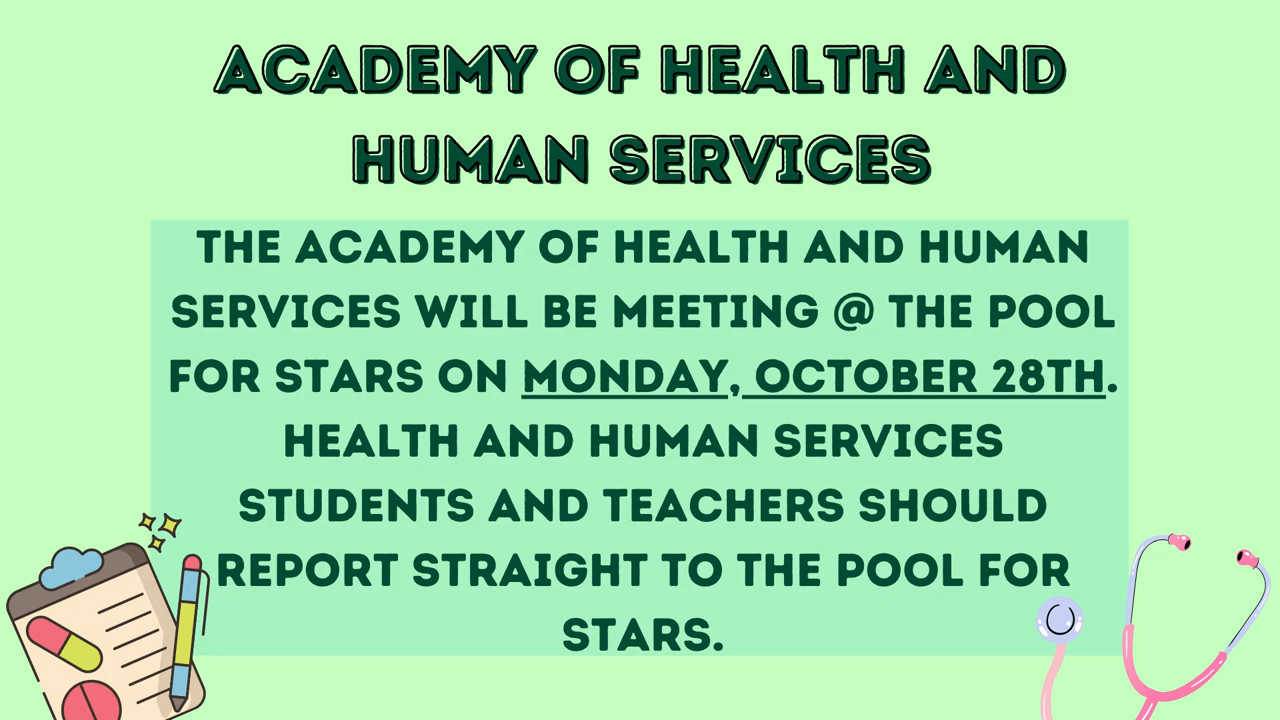 ACADEMY OF HEALTH AND
HUMAN SERVICES
THE ACADEMY OF HEALTH AND HUMAN
SERVICES WILL BE MEETING @ THE POOL
FOR STARS ON MONDAY, OCTOBER 28TH.
HEALTH AND HUMAN SERVICES
STUDENTS AND TEACHERS SHOULD
REPORT STRAIGHT TO THE POOL FOR
STARS.